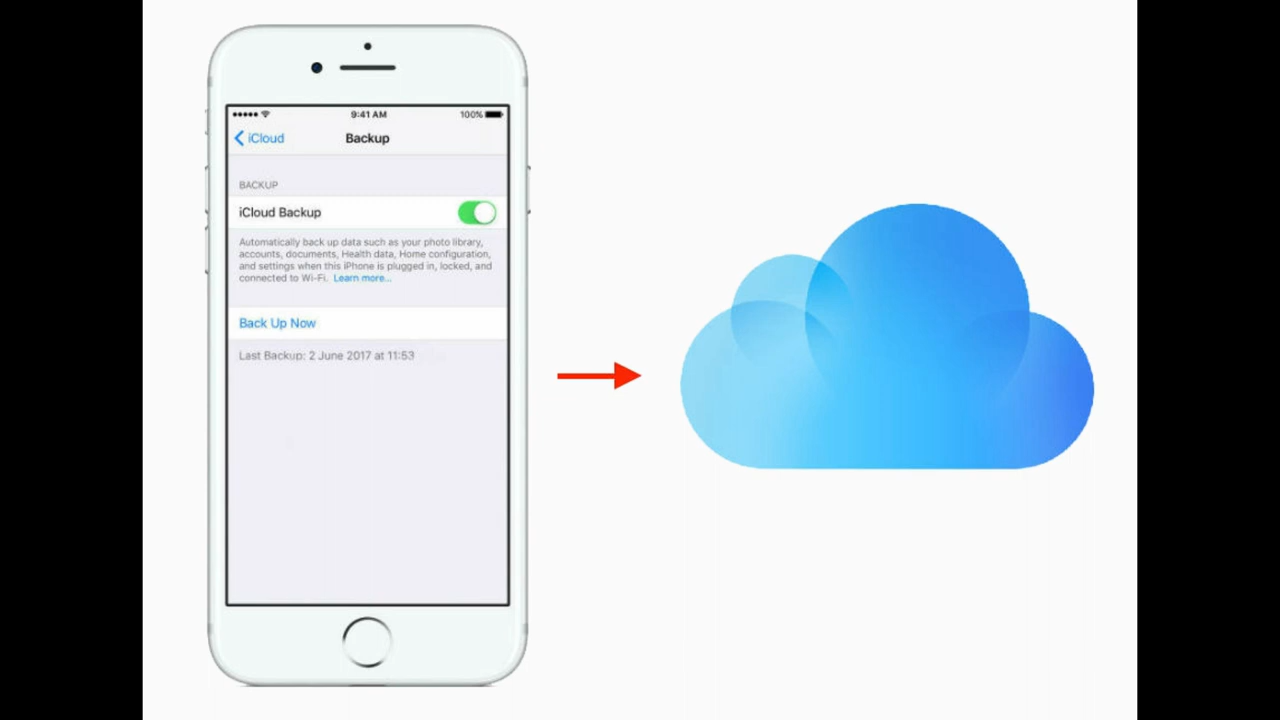 9:41 AM
100%
iCloud
Backup
BACKUP
iCloud Backup
Automatically back up data such as your photo library,
accounts, documents, Health data, Home configuration,
and settings when this iPhone is plugged in, locked, and
connected to Wi-Fi. Learn more...
Back Up Now
Last Backup: 2 June 2017 at 11:53